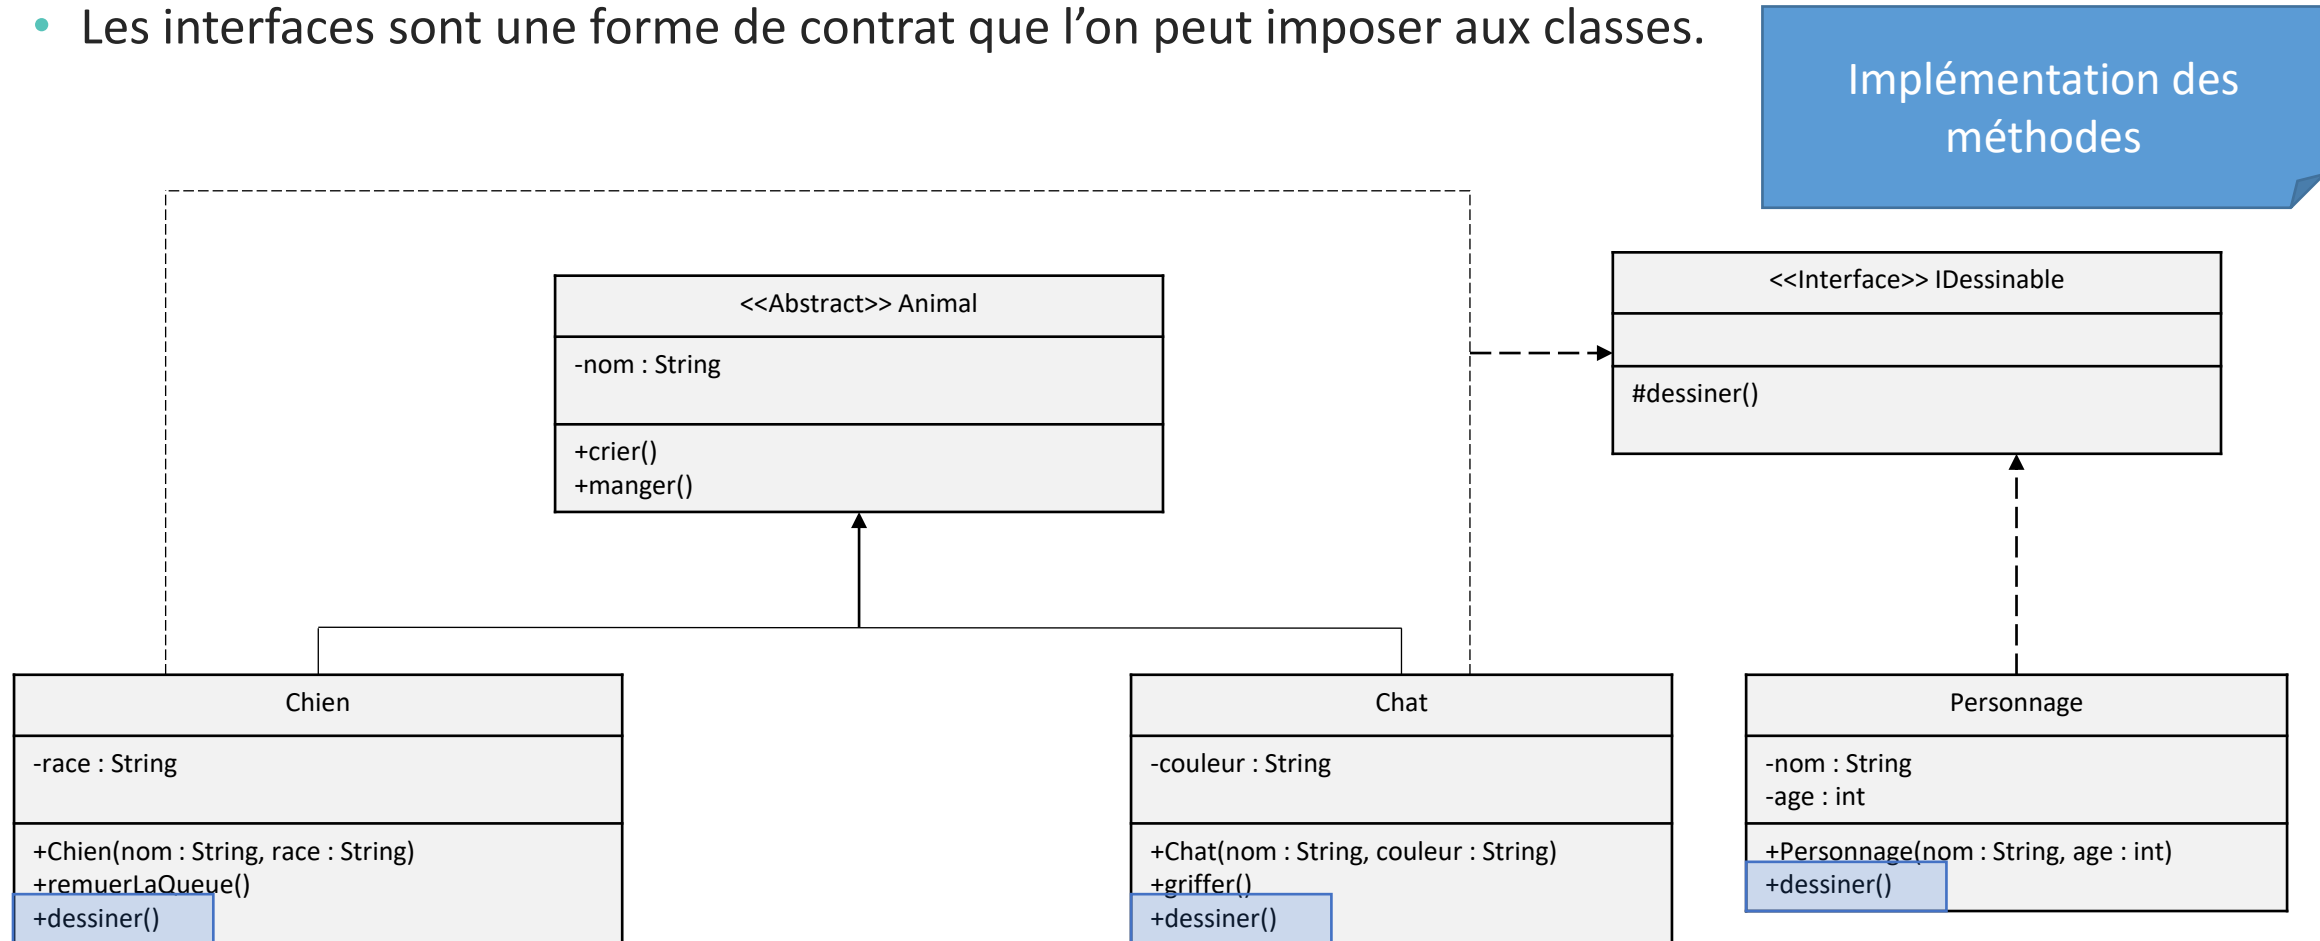 • Les interfaces sont une forme de contrat que l’on peut imposer aux classes.
Implémentation des
méthodes
<<Abstract>> Animal
-nom : String
+crier()
+manger()
<<Interface>> IDessinable
#dessiner()
Chien
-race : String
+Chien(nom : String, race : String)
+remuerLaQueue()
+dessiner()
Chat
-couleur : String
+Chat(nom : String, couleur : String)
+griffer()
+dessiner()
Personnage
-nom : String
-age : int
+Personnage(nom : String, age : int)
+dessiner()